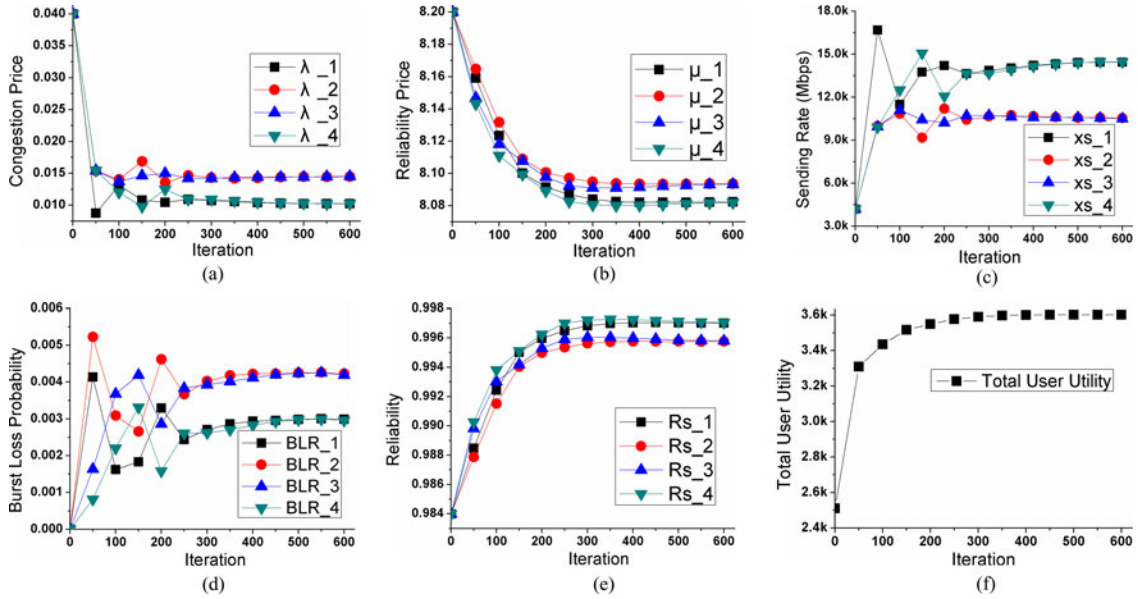 0.040
0.035
0.030
0.025
0.020
0.015
0.010
Congestion Price
λ _1
λ _2
λ _3
λ _4
0 100 200 300 400 500 600
Iteration
(a)
8.20
8.18
8.16
8.14
8.12
8.10
8.08
Reliability Price
μ_1
μ_2
μ_3
μ_4
0 100 200 300 400 500 600
Iteration
(b)
18.0k
15.0k
12.0k
9.0k
6.0k
3.0k
Sending Rate (Mbps)
xs_1
xs_2
xs_3
xs_4
0 100 200 300 400 500 600
Iteration
(c)
0.006
0.005
0.004
0.003
0.002
0.001
0.000
Burst Loss Probability
BLR_1
BLR_2
BLR_3
BLR_4
0 100 200 300 400 500 600
Iteration
(d)
0.998
0.996
0.994
0.992
0.990
0.988
0.986
0.984
Reliability
Rs_1
Rs_2
Rs_3
Rs_4
0 100 200 300 400 500 600
Iteration
(e)
3.6k
3.4k
3.2k
3.0k
2.8k
2.6k
2.4k
Total User Utility
Total User Utility
0 100 200 300 400 500 600
Iteration
(f)